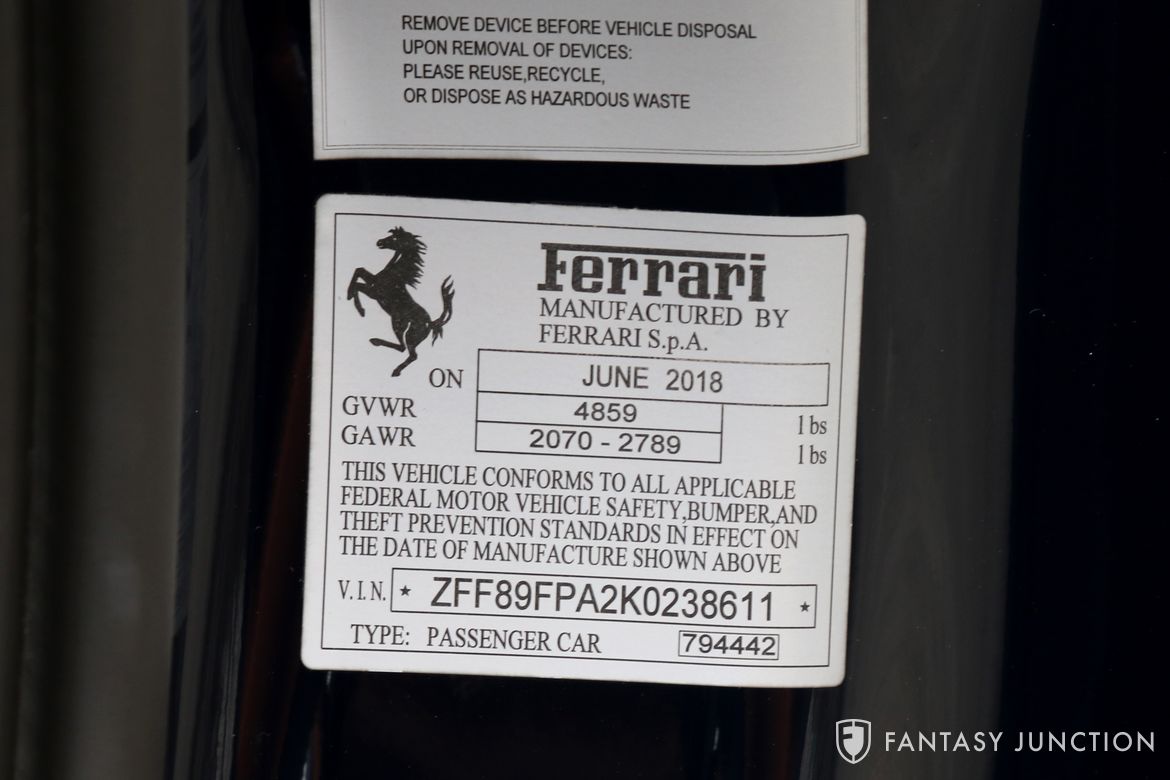 REMOVE DEVICE BEFORE VEHICLE DISPOSAL
UPON REMOVAL OF DEVICES:
PLEASE REUSE,RECYCLE,
OR DISPOSE AS HAZARDOUS WASTE
Ferrari
MANUFACTURED BY
FERRARI S.p.A.
ON JUNE 2018
GVWR 4859 lbs
GAWR 2070 - 2789 lbs
THIS VEHICLE CONFORMS TO ALL APPLICABLE
FEDERAL MOTOR VEHICLE SAFETY,BUMPER,AND
THEFT PREVENTION STANDARDS IN EFFECT ON
THE DATE OF MANUFACTURE SHOWN ABOVE
V.I.N. * ZFF89FPA2K0238611 *
TYPE: PASSENGER CAR 794442
FANTASY JUNCTION